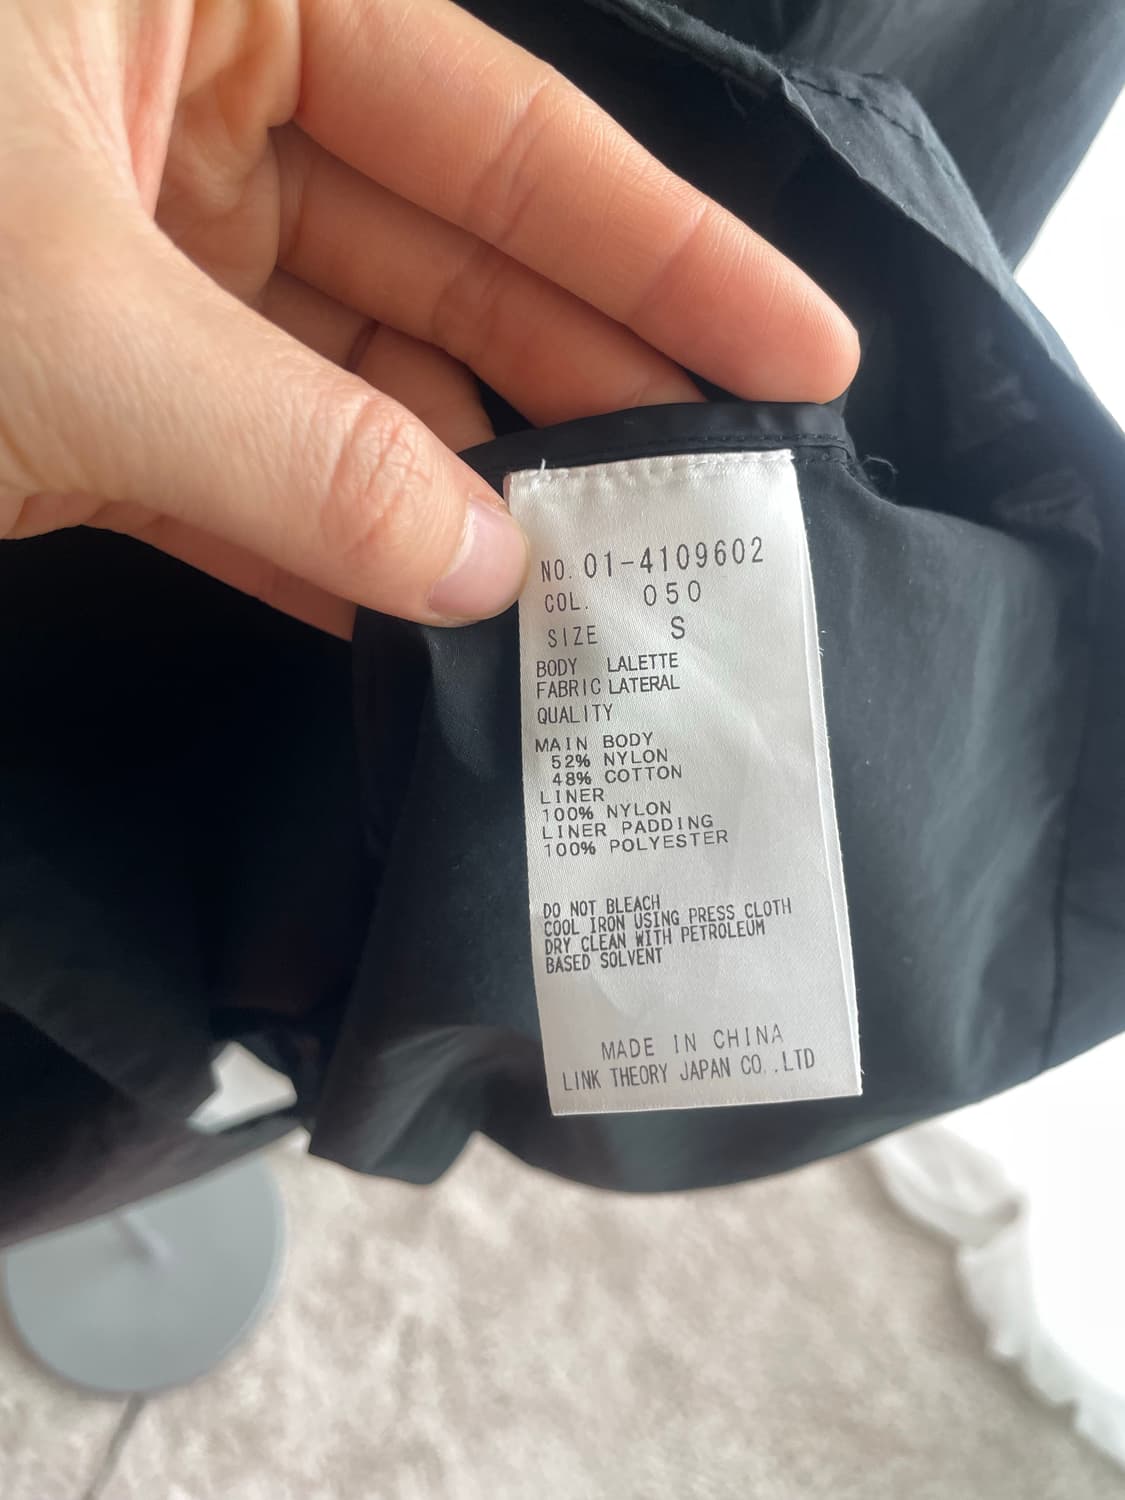 NO. 01-4109602
COL. 050
SIZE S
BODY LALETTE
FABRIC LATERAL
QUALITY
MAIN BODY
52% NYLON
48% COTTON
LINER
100% NYLON
LINER PADDING
100% POLYESTER
DO NOT BLEACH
COOL IRON USING PRESS CLOTH
DRY CLEAN WITH PETROLEUM
BASED SOLVENT
MADE IN CHINA
LINK THEORY JAPAN CO.,LTD